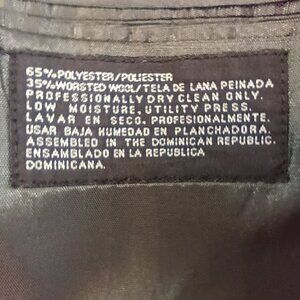 65% POLYESTER/POLIESTER
35% WORSTED WOOL/TELA DE LANA PEINADA
PROFESSIONALLY DRY CLEAN ONLY.
LOW MOISTURE, UTILITY PRESS.
LAVAR EN SECO. PROFESIONALMENTE.
USAR BAJA HUMEDAD EN PLANCHADORA.
ASSEMBLED IN THE DOMINICAN REPUBLIC.
ENSAMBLADO EN LA REPUBLICA
DOMINICANA.